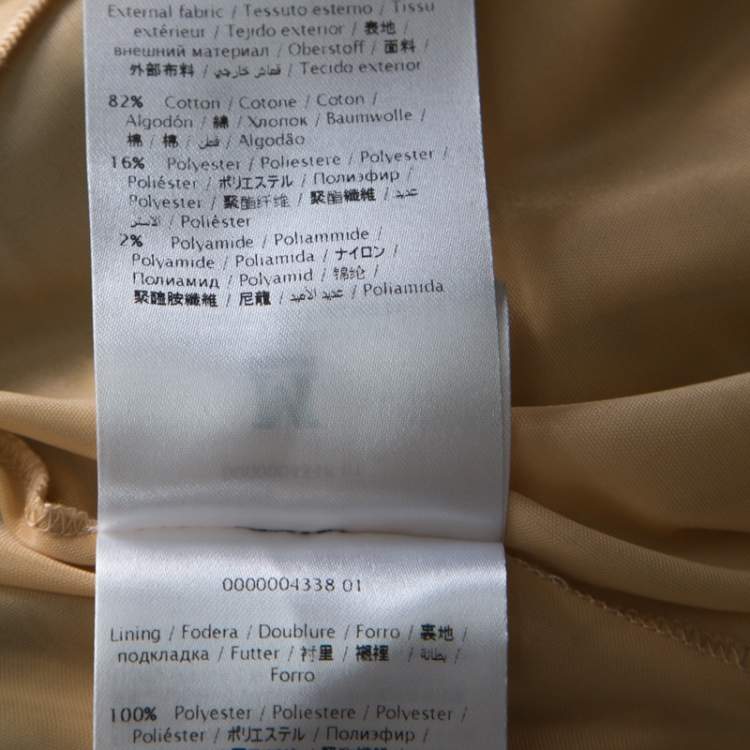 External fabric / Tessuto esterno / Tissu
extérieur / Tejido exterior / 表地 /
внешний материал / Oberstoff / 面料 /
外部布料 / قماش خارجي / Tecido exterior
82% Cotton / Cotone / Coton /
Algodón / 綿 / Хлопок / Baumwolle /
棉 / 棉 / قطن / Algodão
16% Polyester / Poliestere / Polyester /
Poliéster / ポリエステル / Полиэфир /
Polyester / 聚酯纤维 / 聚酯纖維 / عديد
الاستر / Poliéster
2% Polyamide / Poliammide /
Polyamide / Poliamida / ナイロン /
Полиамид / Polyamid / 锦纶 /
聚醯胺纖維 / 尼龍 / عديد الأميد / Poliamida
0000004338 01
Lining / Fodera / Doublure / Forro / 裏地 /
подкладка / Futter / 衬里 / 襯裡 / بطانة /
Forro
100% Polyester / Poliestere / Polyester /
Poliéster / ポリエステル / Полиэфир /